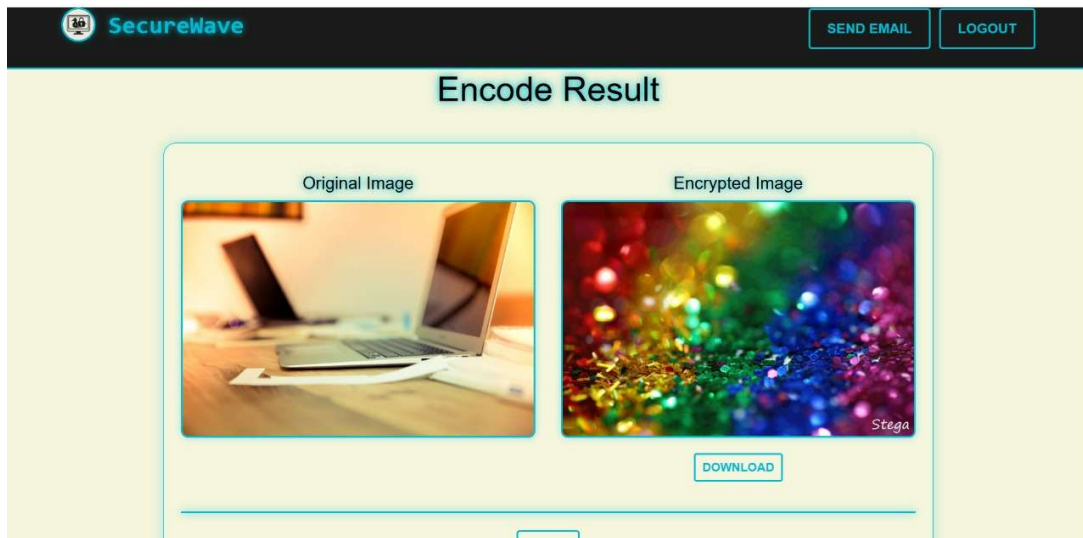 SecureWave
SEND EMAIL
LOGOUT
Encode Result
Original Image
Encrypted Image
Stega
DOWNLOAD